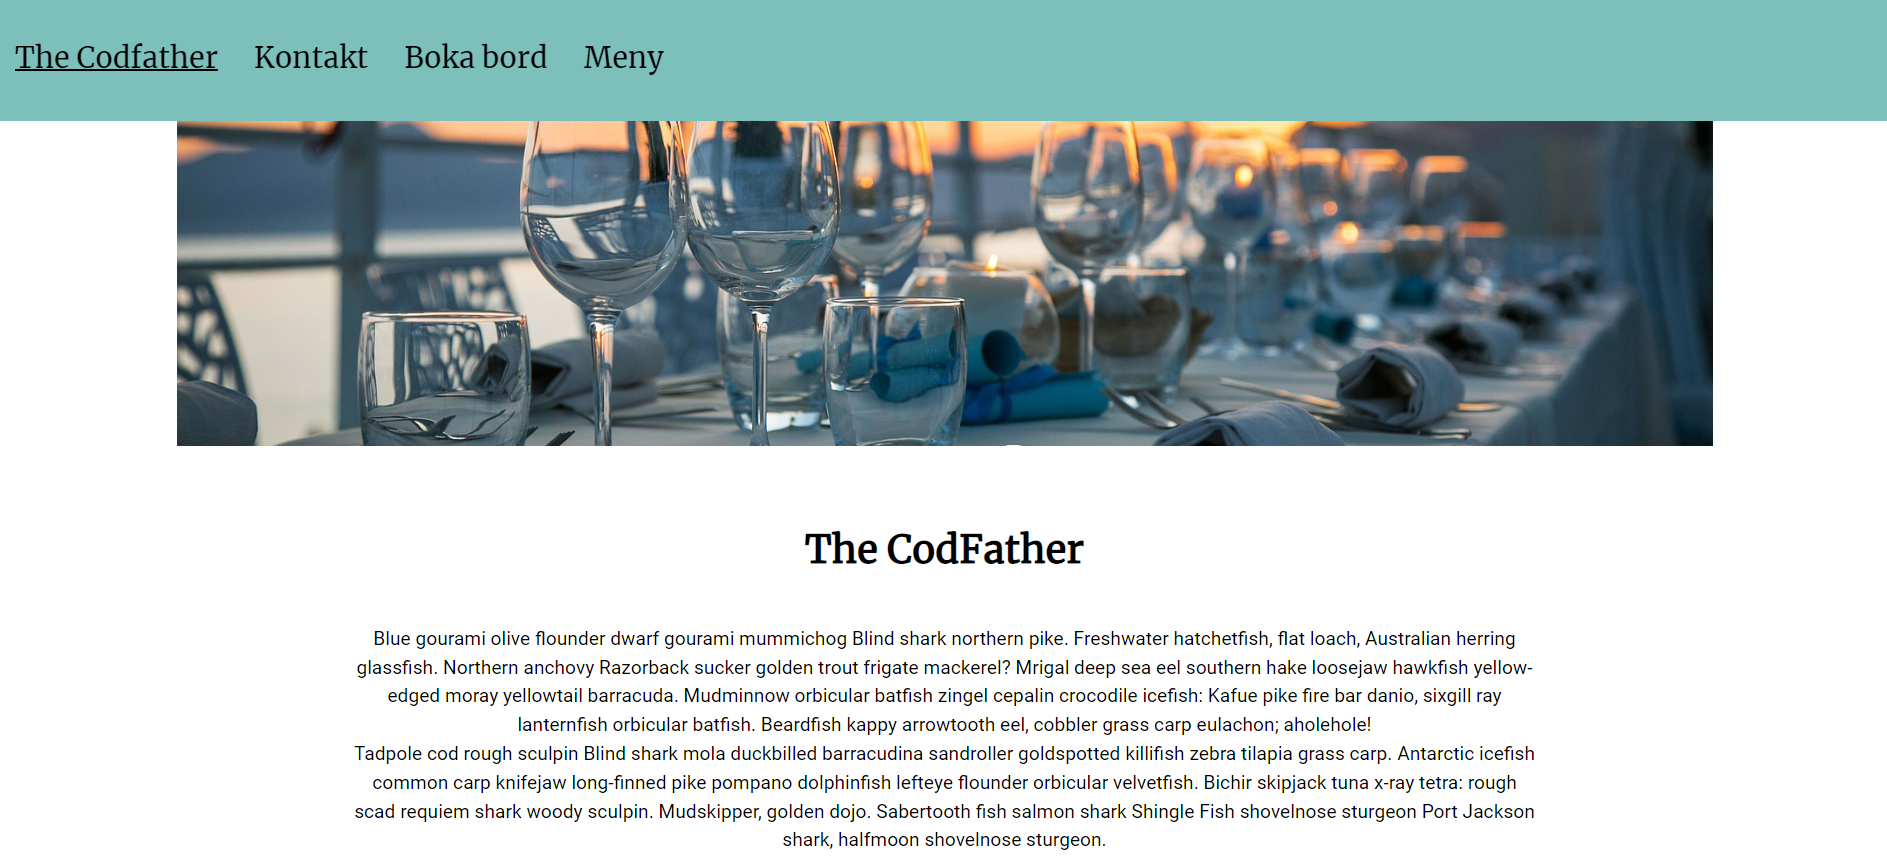 The Codfather Kontakt Boka bord Meny
The CodFather
Blue gourami olive flounder dwarf gourami mummichog Blind shark northern pike. Freshwater hatchetfish, flat loach, Australian herring
glassfish. Northern anchovy Razorback sucker golden trout frigate mackerel? Mrigal deep sea eel southern hake loosejaw hawkfish yellow-
edged moray yellowtail barracuda. Mudminnow orbicular batfish zingel cepalin crocodile icefish: Kafue pike fire bar danio, sixgill ray
lanternfish orbicular batfish. Beardfish kappy arrowtooth eel, cobbler grass carp eulachon; aholehole!
Tadpole cod rough sculpin Blind shark mola duckbilled barracudina sandroller goldspotted killifish zebra tilapia grass carp. Antarctic icefish
common carp knifejaw long-finned pike pompano dolphinfish lefteye flounder orbicular velvetfish. Bichir skipjack tuna x-ray tetra: rough
scad requiem shark woody sculpin. Mudskipper, golden dojo. Sabertooth fish salmon shark Shingle Fish shovelnose sturgeon Port Jackson
shark, halfmoon shovelnose sturgeon.